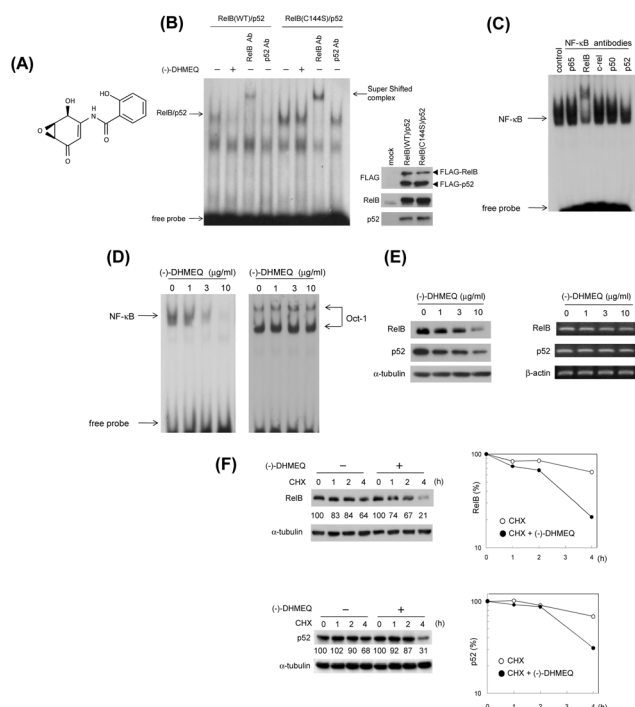 (A)
OH
O
O
NH
O
HO
(B)
RelB(WT)/p52 RelB(C144S)/p52
RelB Ab p52 Ab RelB Ab p52 Ab
(-)-DHMEQ − + − − − + − −
Super Shifted
complex
RelB/p52
free probe
mock RelB(WT)/p52 RelB(C144S)/p52
FLAG FLAG-RelB
FLAG-p52
RelB
p52
(C)
NF-κB antibodies
control p65 RelB c-rel p50 p52
NF-κB
free probe
(D)
(-)-DHMEQ (μg/ml) (-)-DHMEQ (μg/ml)
0 1 3 10 0 1 3 10
NF-κB Oct-1
free probe
(E)
(-)-DHMEQ (μg/ml) (-)-DHMEQ (μg/ml)
0 1 3 10 0 1 3 10
RelB RelB
p52 p52
α-tubulin β-actin
(F)
(-)-DHMEQ − +
CHX 0 1 2 4 0 1 2 4 (h)
RelB
100 83 84 64 100 74 67 21
α-tubulin
100
RelB (%)
CHX
CHX + (-)-DHMEQ
10
0 1 2 3 4 (h)
(-)-DHMEQ − +
CHX 0 1 2 4 0 1 2 4 (h)
p52
100 102 90 68 100 92 87 31
α-tubulin
100
p52 (%)
CHX
CHX + (-)-DHMEQ
10
0 1 2 3 4 (h)